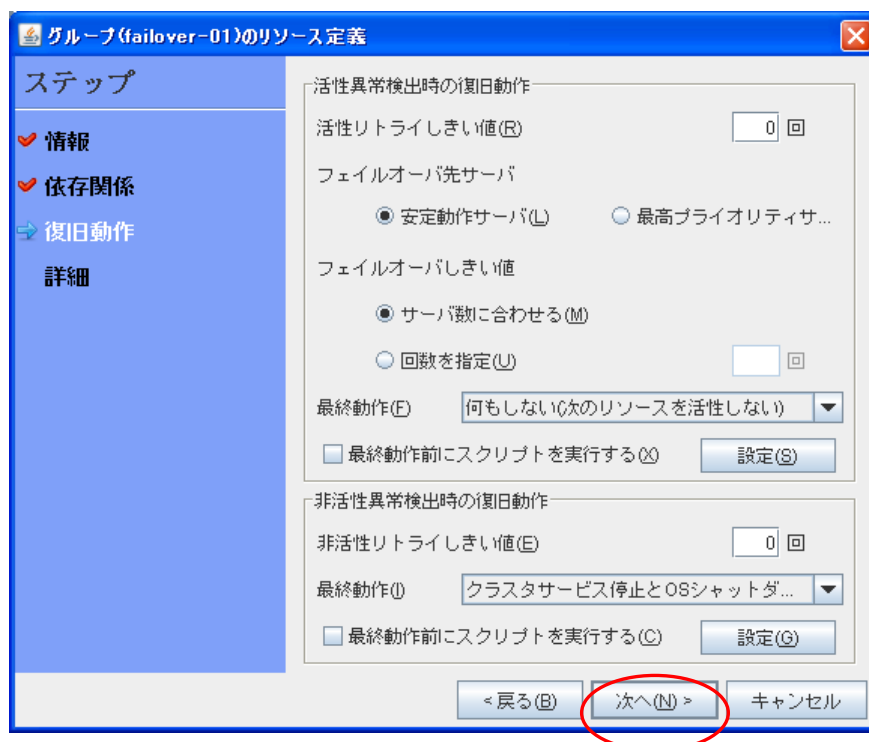 グループ(failover-01)のリソース定義
ステップ
情報
依存関係
復旧動作
詳細
活性異常検出時の復旧動作
活性リトライしきい値(R) 0 回
フェイルオーバ先サーバ
安定動作サーバ(L) 最高プライオリティサ...
フェイルオーバしきい値
サーバ数に合わせる(M)
回数を指定(U) 回
最終動作(F) 何もしない(次のリソースを活性しない)
最終動作前にスクリプトを実行する(X) 設定(S)
非活性異常検出時の復旧動作
非活性リトライしきい値(E) 0 回
最終動作(I) クラスタサービス停止とOSシャットダ...
最終動作前にスクリプトを実行する(C) 設定(G)
<戻る(B) 次へ(N) > キャンセル